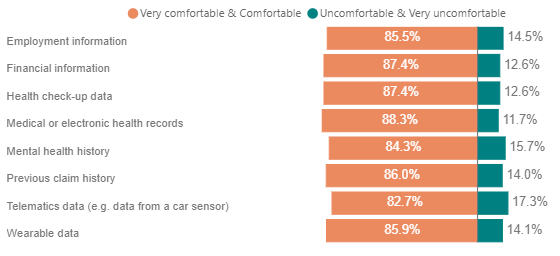 Very comfortable & Comfortable Uncomfortable & Very uncomfortable
Employment information 85.5% 14.5%
Financial information 87.4% 12.6%
Health check-up data 87.4% 12.6%
Medical or electronic health records 88.3% 11.7%
Mental health history 84.3% 15.7%
Previous claim history 86.0% 14.0%
Telematics data (e.g. data from a car sensor) 82.7% 17.3%
Wearable data 85.9% 14.1%